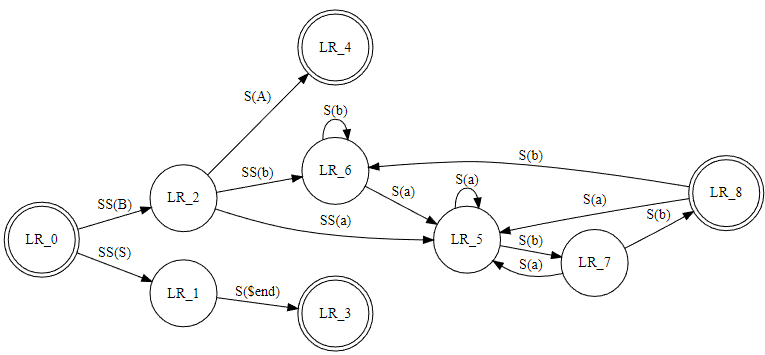 LR_4
S(A)
S(b)
LR_6
SS(b)
S(b)
LR_2
S(a)
S(a)
S(a)
LR_8
SS(B)
SS(a)
S(b)
LR_0
LR_5
S(b)
SS(S)
S(a)
LR_7
LR_1
S($end)
LR_3